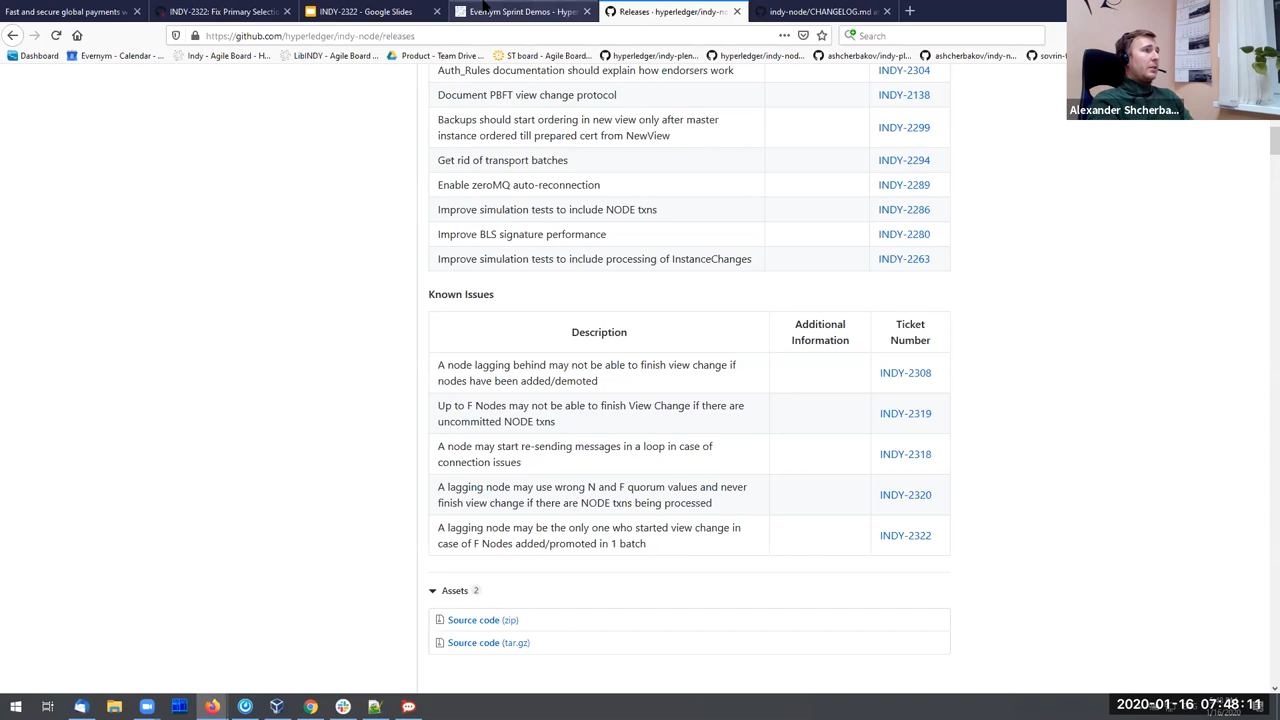 Fast and secure global payments w
INDY-2322: Fix Primary Selectio
INDY-2322 - Google Slides
Evernym Sprint Demos - Hyper
Releases · hyperledger/indy-no
indy-node/CHANGELOG.md at
https://github.com/hyperledger/indy-node/releases
Search
Dashboard
Evernym - Calendar - ...
Indy - Agile Board - H...
LibINDY - Agile Board...
Product - Team Drive ...
ST board - Agile Board...
hyperledger/indy-plen...
hyperledger/indy-nod...
ashcherbakov/indy-pl...
ashcherbakov/indy-n...
sovrin-
Alexander Shcherba...
Auth_Rules documentation should explain how endorsers work
INDY-2304
Document PBFT view change protocol
INDY-2138
Backups should start ordering in new view only after master
instance ordered till prepared cert from NewView
INDY-2299
Get rid of transport batches
INDY-2294
Enable zeroMQ auto-reconnection
INDY-2289
Improve simulation tests to include NODE txns
INDY-2286
Improve BLS signature performance
INDY-2280
Improve simulation tests to include processing of InstanceChanges
INDY-2263
Known Issues
Description
Additional
Information
Ticket
Number
A node lagging behind may not be able to finish view change if
nodes have been added/demoted
INDY-2308
Up to F Nodes may not be able to finish View Change if there are
uncommitted NODE txns
INDY-2319
A node may start re-sending messages in a loop in case of
connection issues
INDY-2318
A lagging node may use wrong N and F quorum values and never
finish view change if there are NODE txns being processed
INDY-2320
A lagging node may be the only one who started view change in
case of F Nodes added/promoted in 1 batch
INDY-2322
Assets 2
Source code (zip)
Source code (tar.gz)
2020-01-16 07:48:11